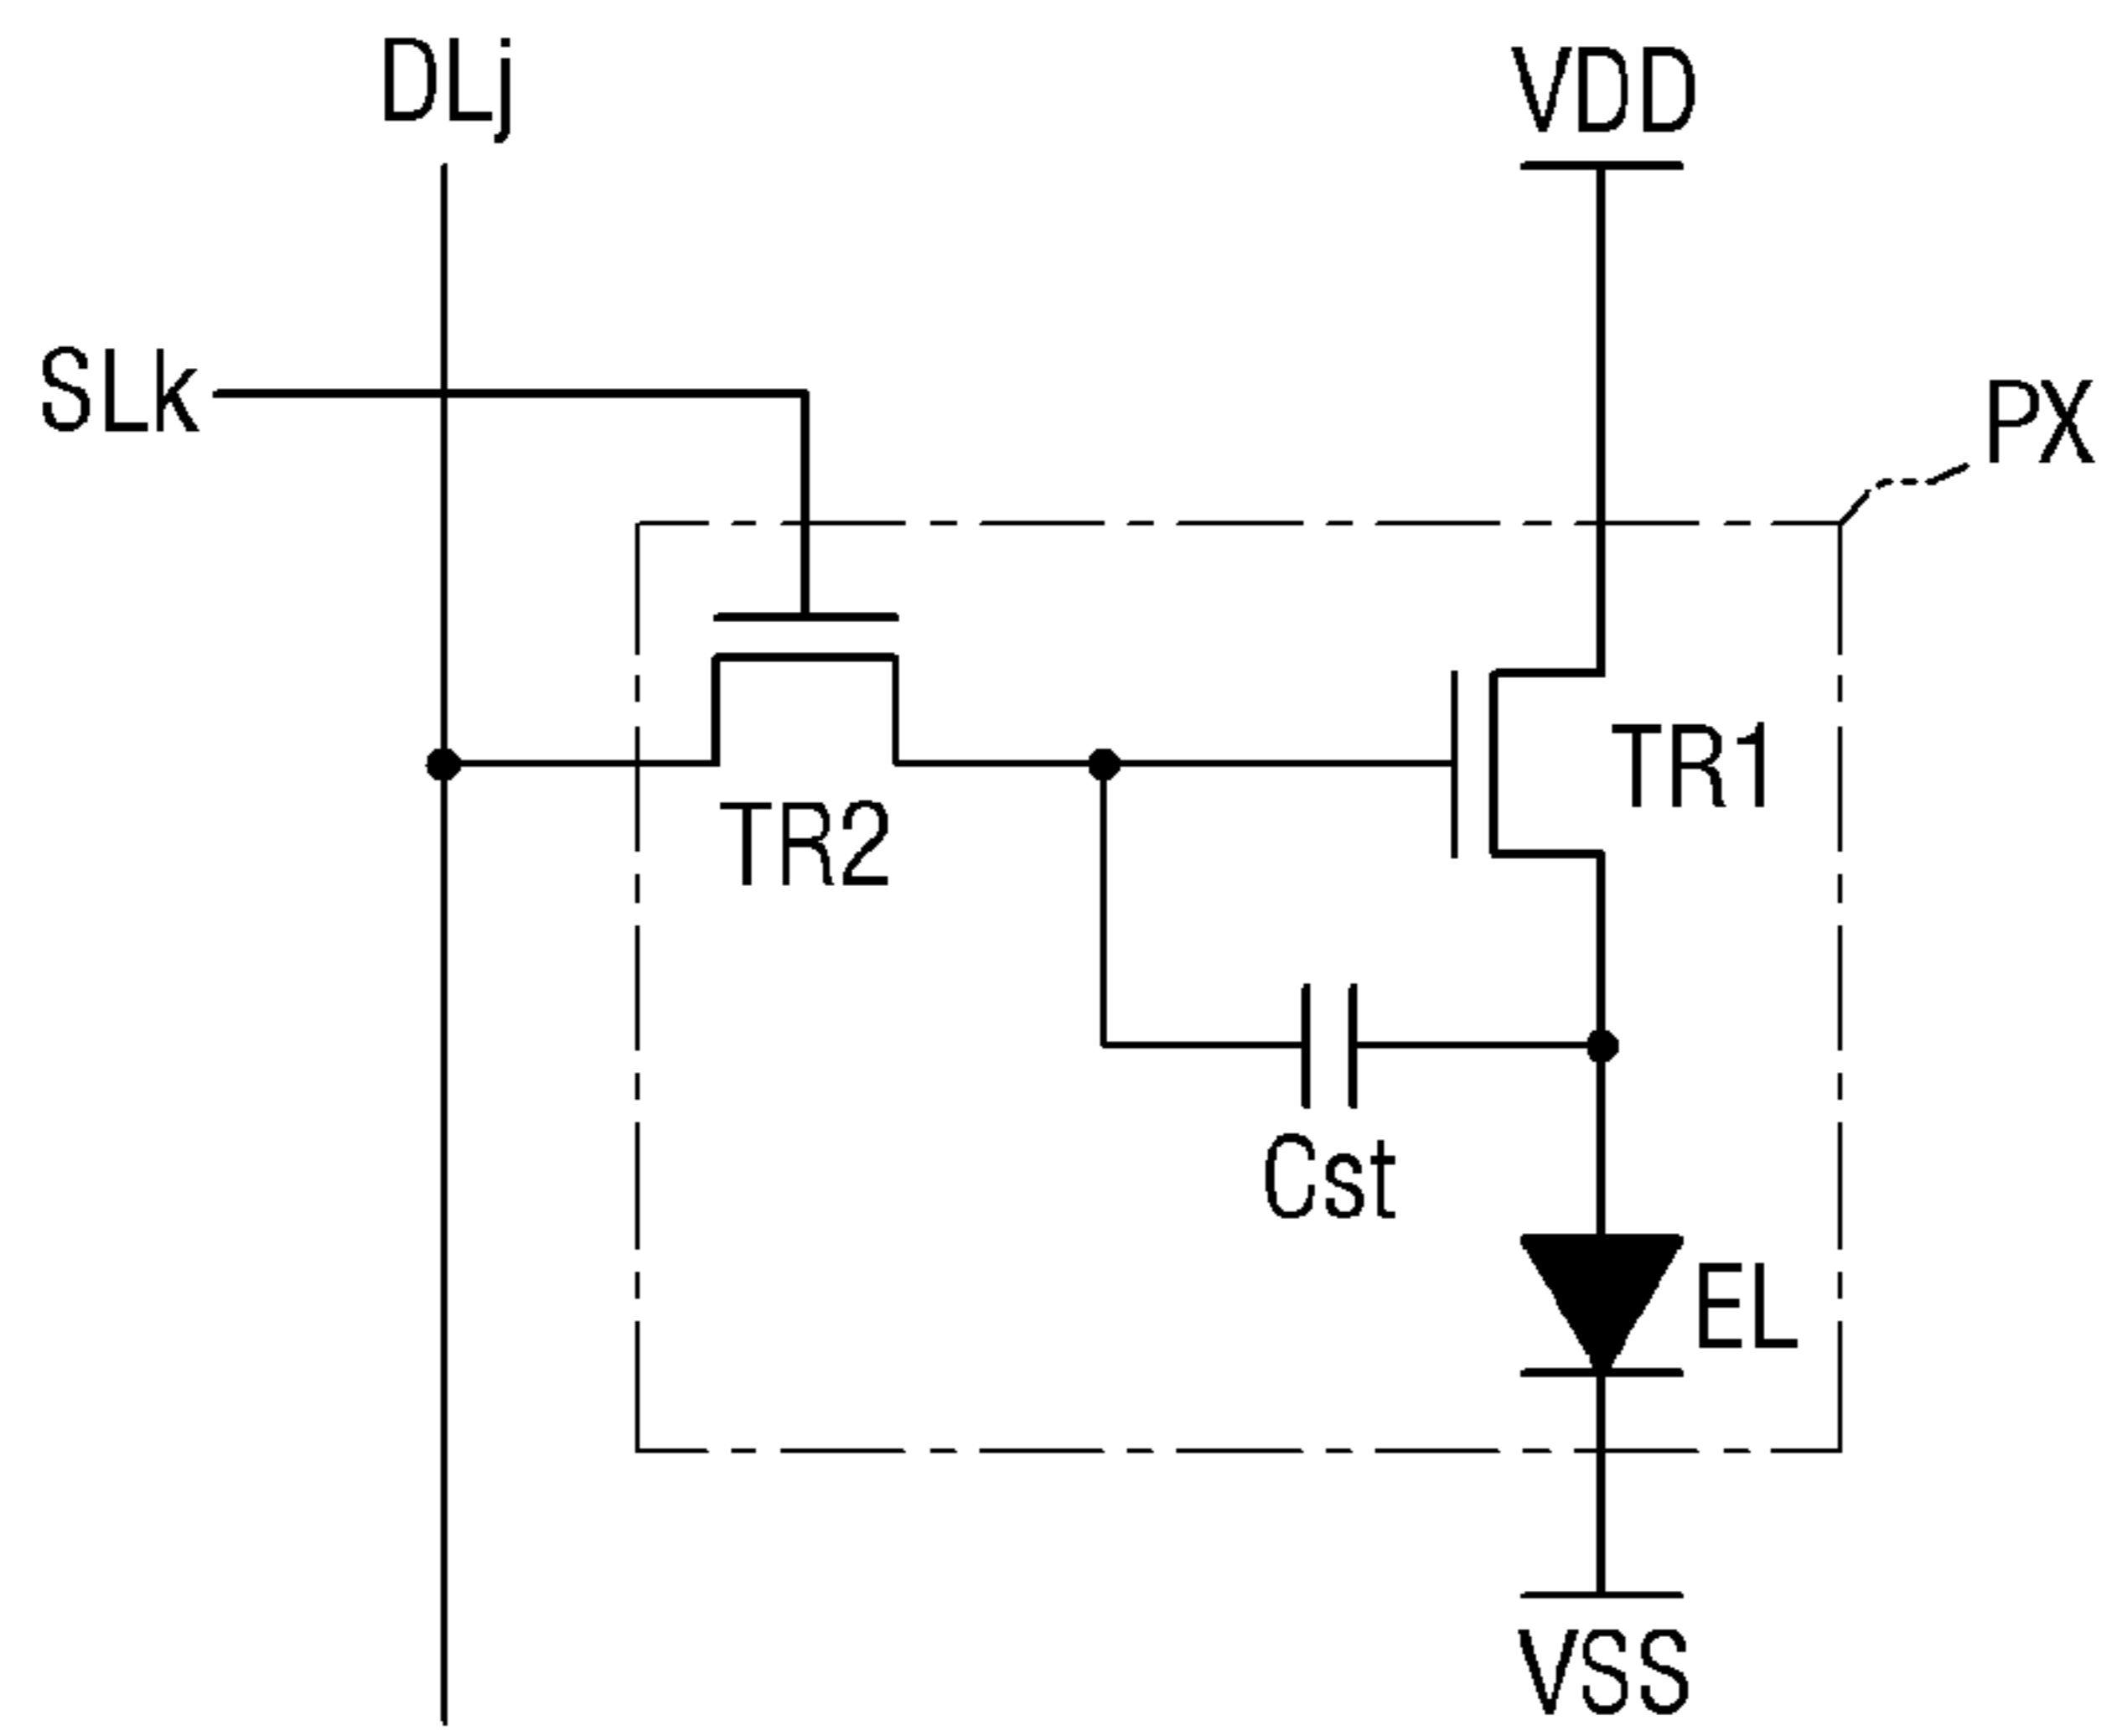 DLj
VDD
SLk
PX
TR1
TR2
Cst
EL
VSS